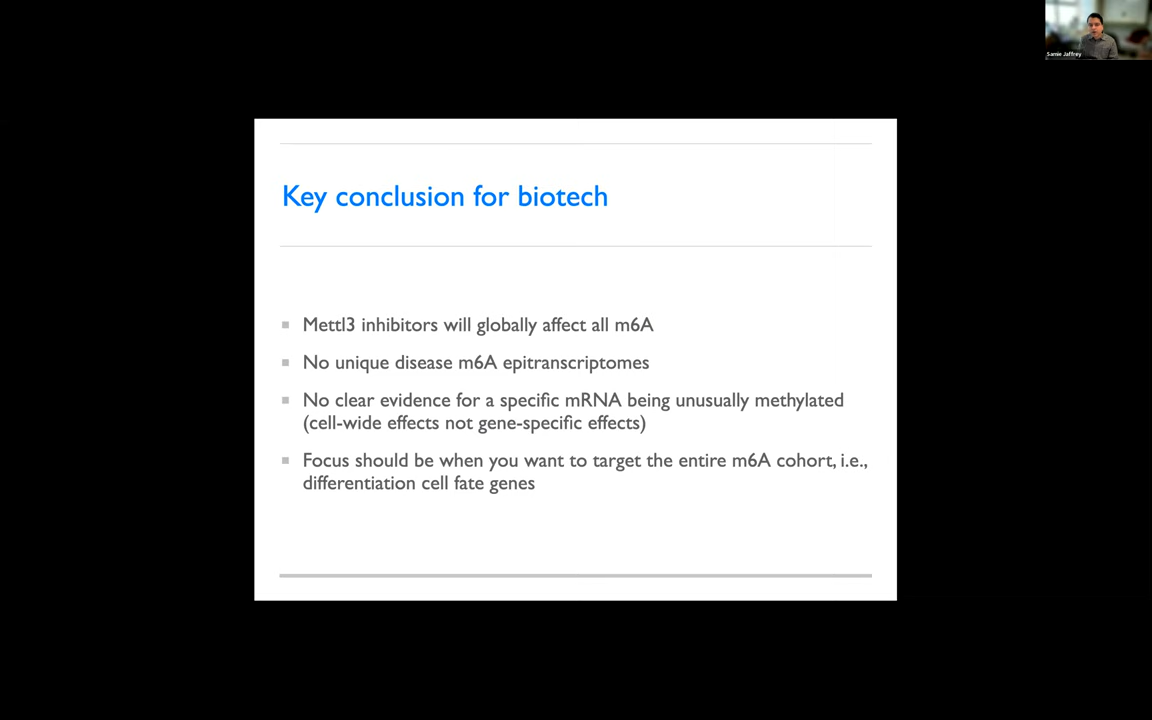 Samie Jaffrey
Key conclusion for biotech
Mettl3 inhibitors will globally affect all m6A
No unique disease m6A epitranscriptomes
No clear evidence for a specific mRNA being unusually methylated
(cell-wide effects not gene-specific effects)
Focus should be when you want to target the entire m6A cohort, i.e.,
differentiation cell fate genes